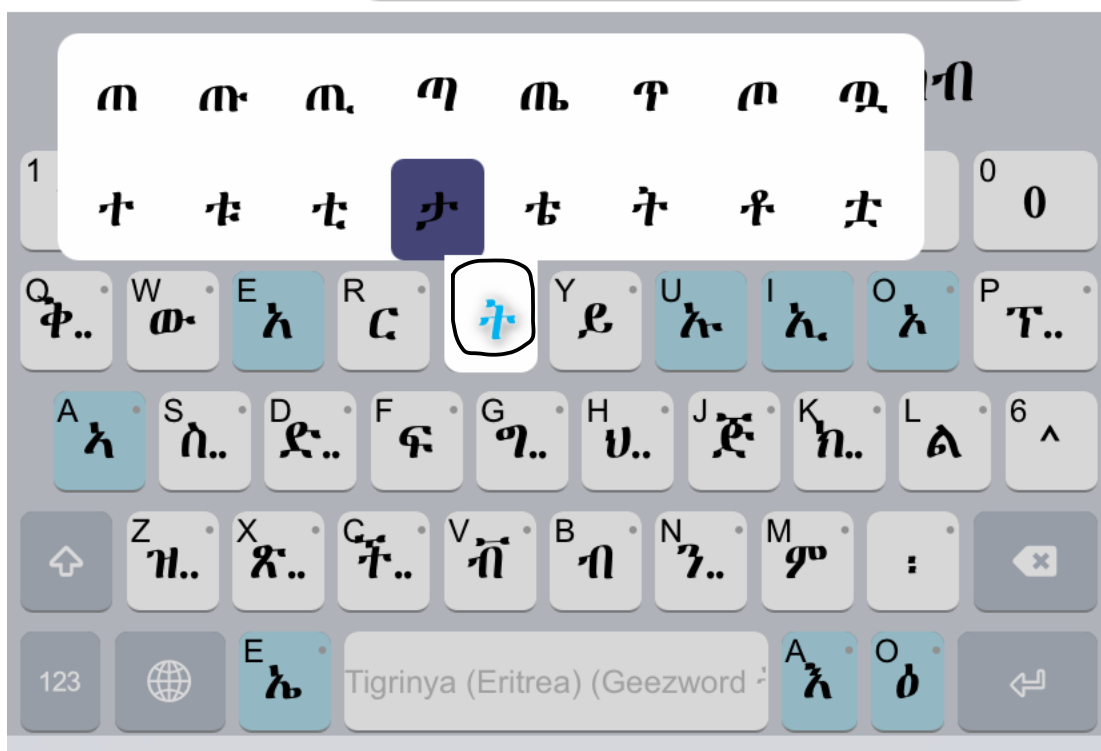 ጠ ጡ ጢ ጣ ጤ ጥ ጦ ጧ
ተ ቱ ቲ ታ ቴ ት ቶ ቷ
1 0 0
Q ቅ.. W ው E አ R ር ት Y ይ U ኡ I ኢ O ኦ P ፕ..
A ኣ S ስ.. D ድ.. F ፍ G ግ.. H ህ.. J ጅ K ክ.. L ል 6 ^
Z ዝ.. X ጽ.. C ች.. V ቭ B ብ N ን.. M ም ፡
123 E ኤ Tigrinya (Eritrea) (Geezword A እ O ዕ